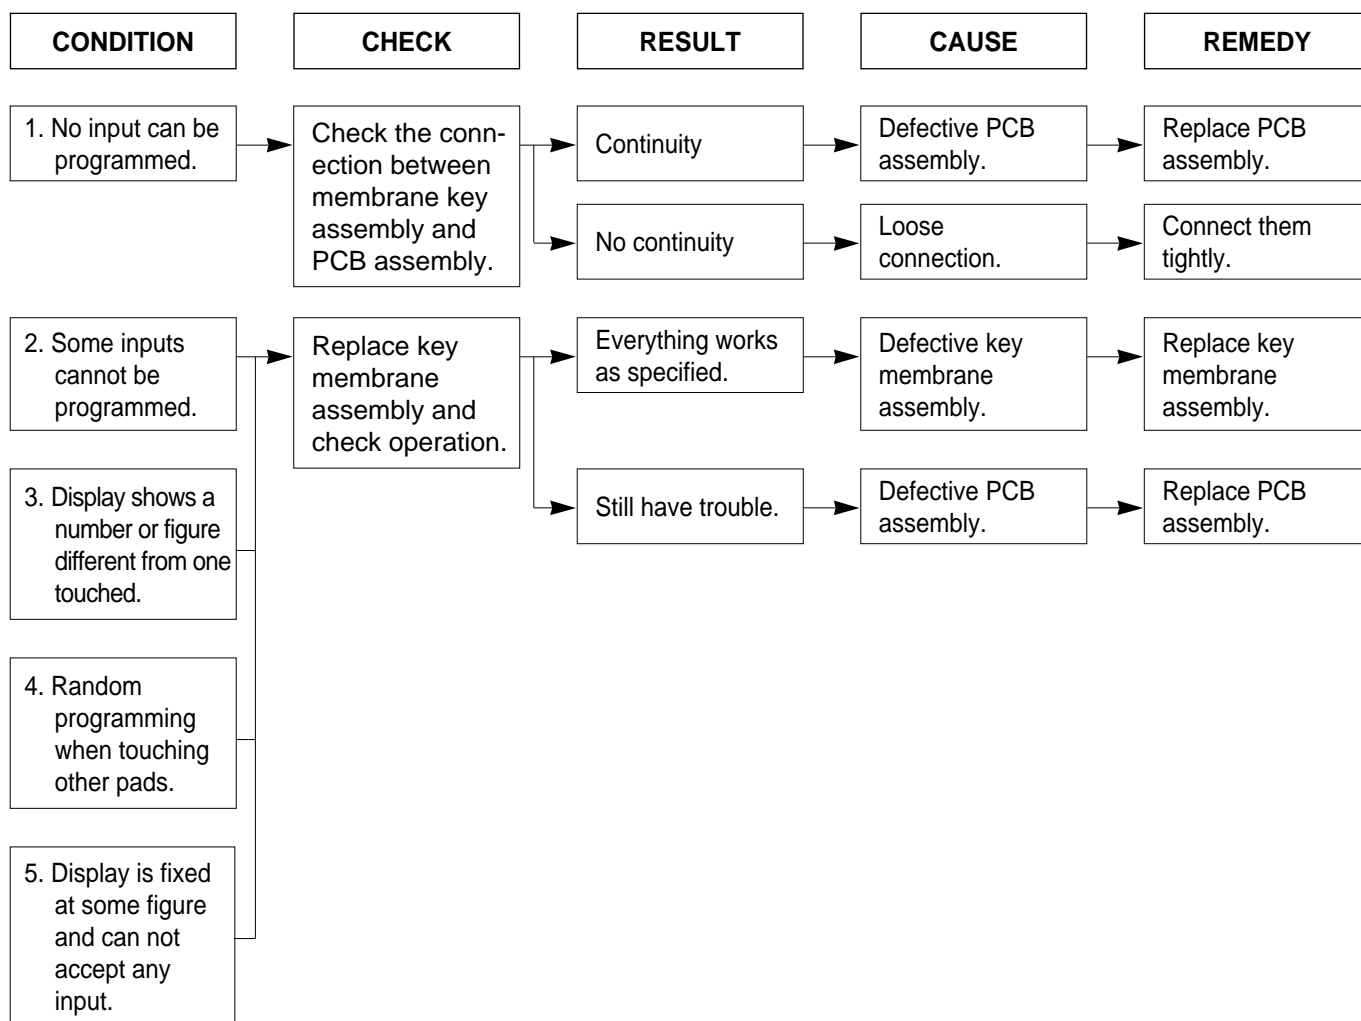 CONDITION
CHECK
RESULT
CAUSE
REMEDY
1. No input can be
programmed.
Check the conn-
ection between
membrane key
assembly and
PCB assembly.
Continuity
Defective PCB
assembly.
Replace PCB
assembly.
No continuity
Loose
connection.
Connect them
tightly.
2. Some inputs
cannot be
programmed.
Replace key
membrane
assembly and
check operation.
Everything works
as specified.
Defective key
membrane
assembly.
Replace key
membrane
assembly.
3. Display shows a
number or figure
different from one
touched.
Still have trouble.
Defective PCB
assembly.
Replace PCB
assembly.
4. Random
programming
when touching
other pads.
5. Display is fixed
at some figure
and can not
accept any
input.